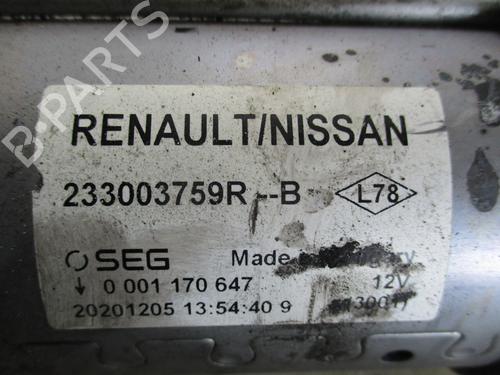 B-PARTS
RENAULT/NISSAN
233003759R--B L78
SEG Made
0 001 170 647 12V
20201205 13:54:40 9